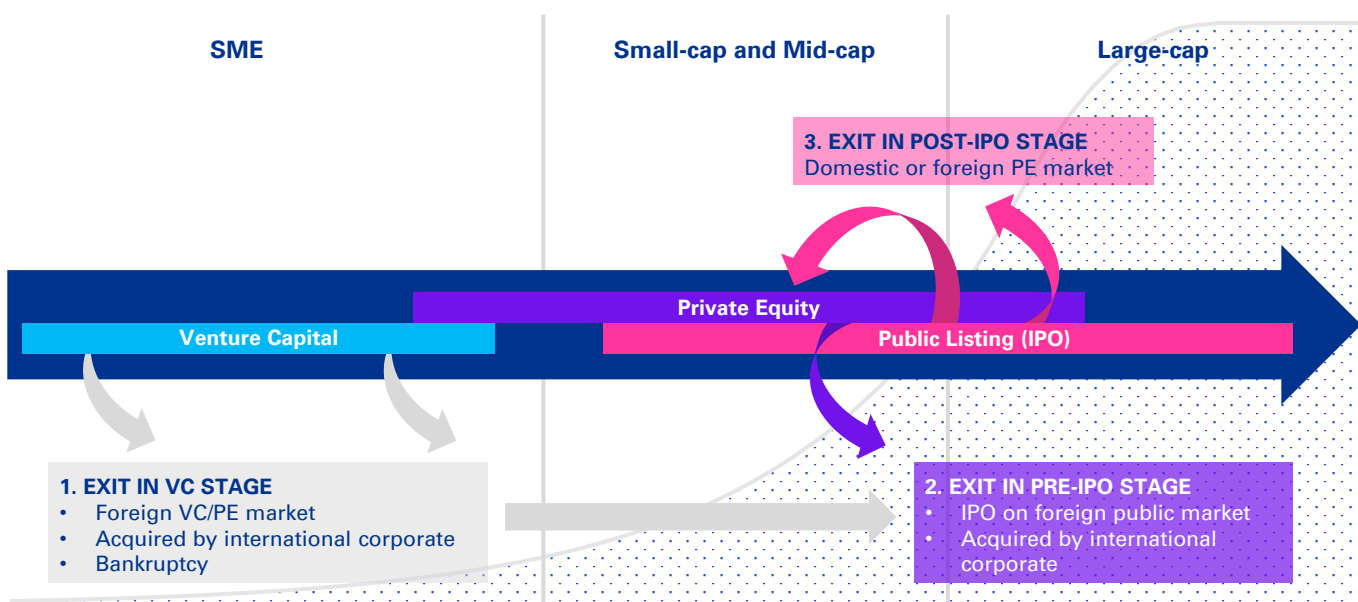 SME
Small-cap and Mid-cap
Large-cap
3. EXIT IN POST-IPO STAGE
Domestic or foreign PE market
Private Equity
Venture Capital
Public Listing (IPO)
1. EXIT IN VC STAGE
• Foreign VC/PE market
• Acquired by international corporate
• Bankruptcy
2. EXIT IN PRE-IPO STAGE
• IPO on foreign public market
• Acquired by international
corporate